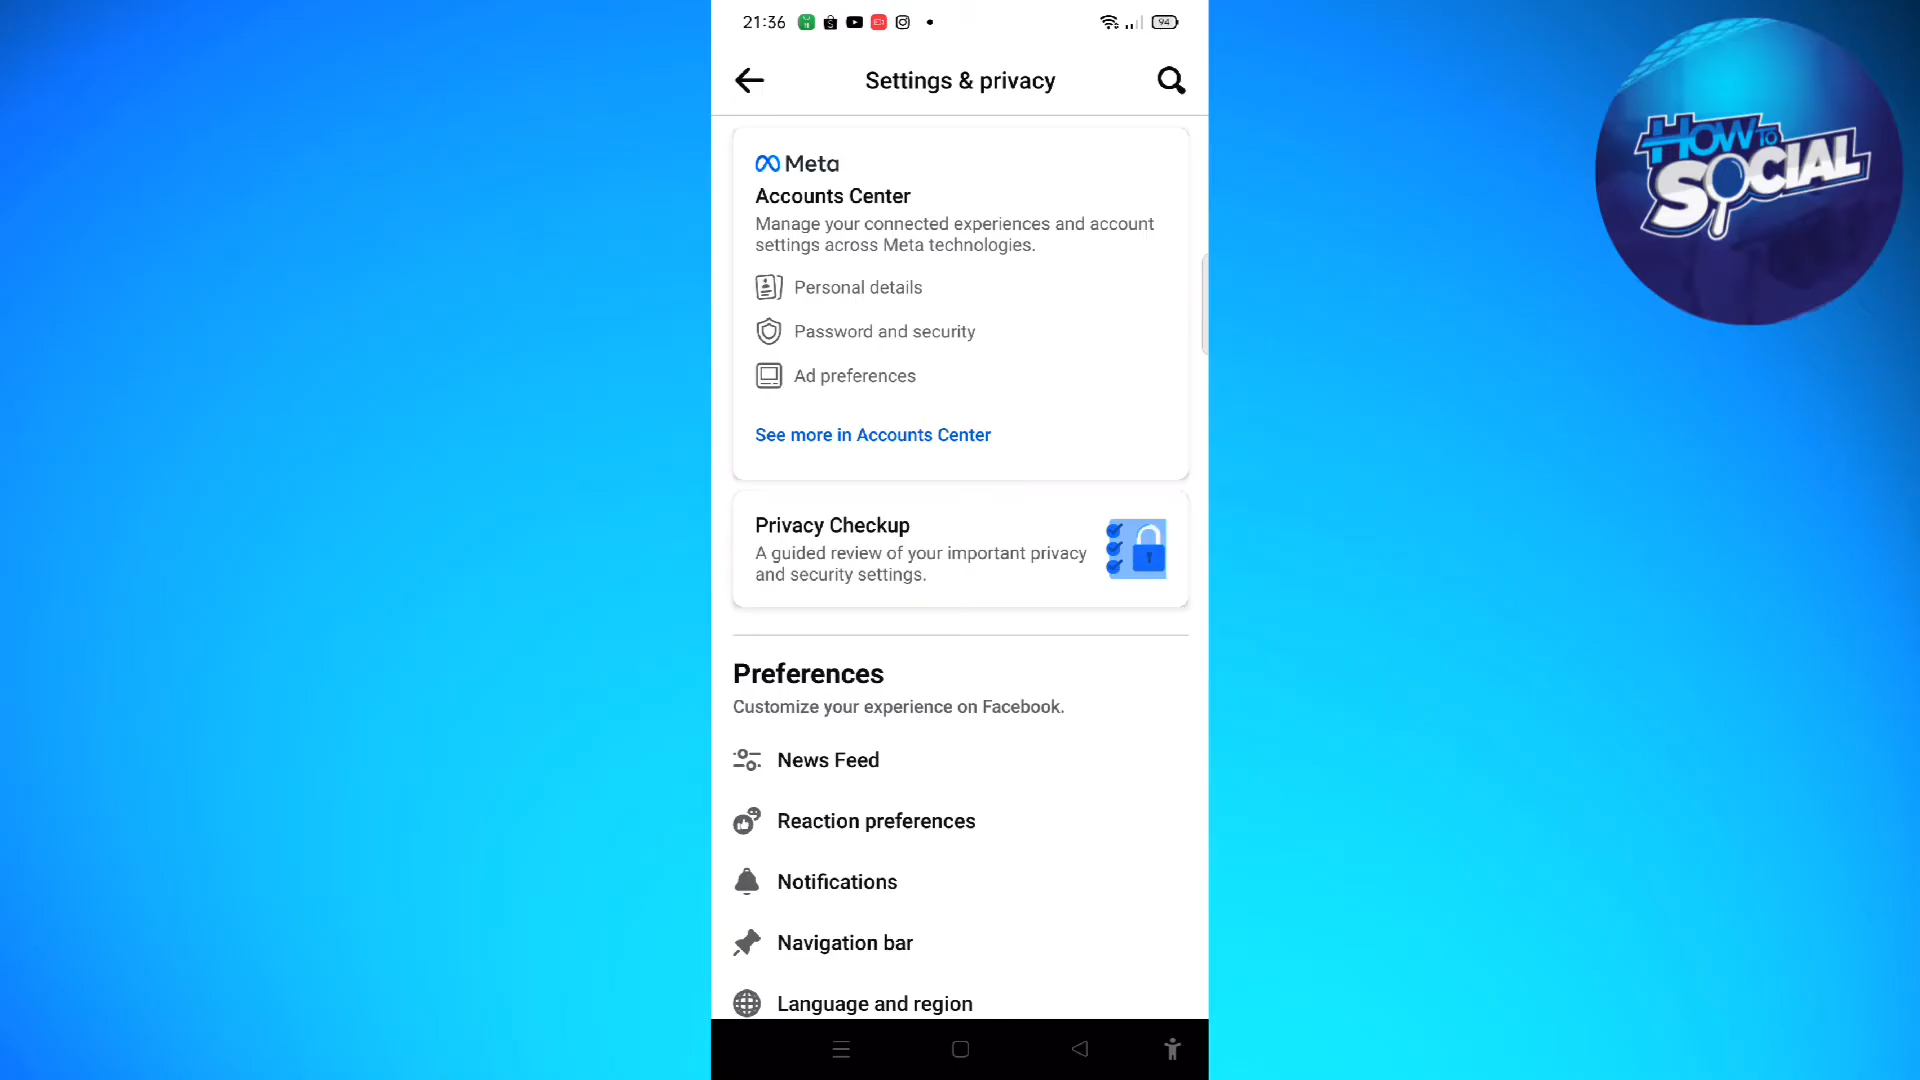 21:36
94
Settings & privacy
HOW TO
SOCIAL
Meta
Accounts Center
Manage your connected experiences and account
settings across Meta technologies.
Personal details
Password and security
Ad preferences
See more in Accounts Center
Privacy Checkup
A guided review of your important privacy
and security settings.
Preferences
Customize your experience on Facebook.
News Feed
Reaction preferences
Notifications
Navigation bar
Language and region